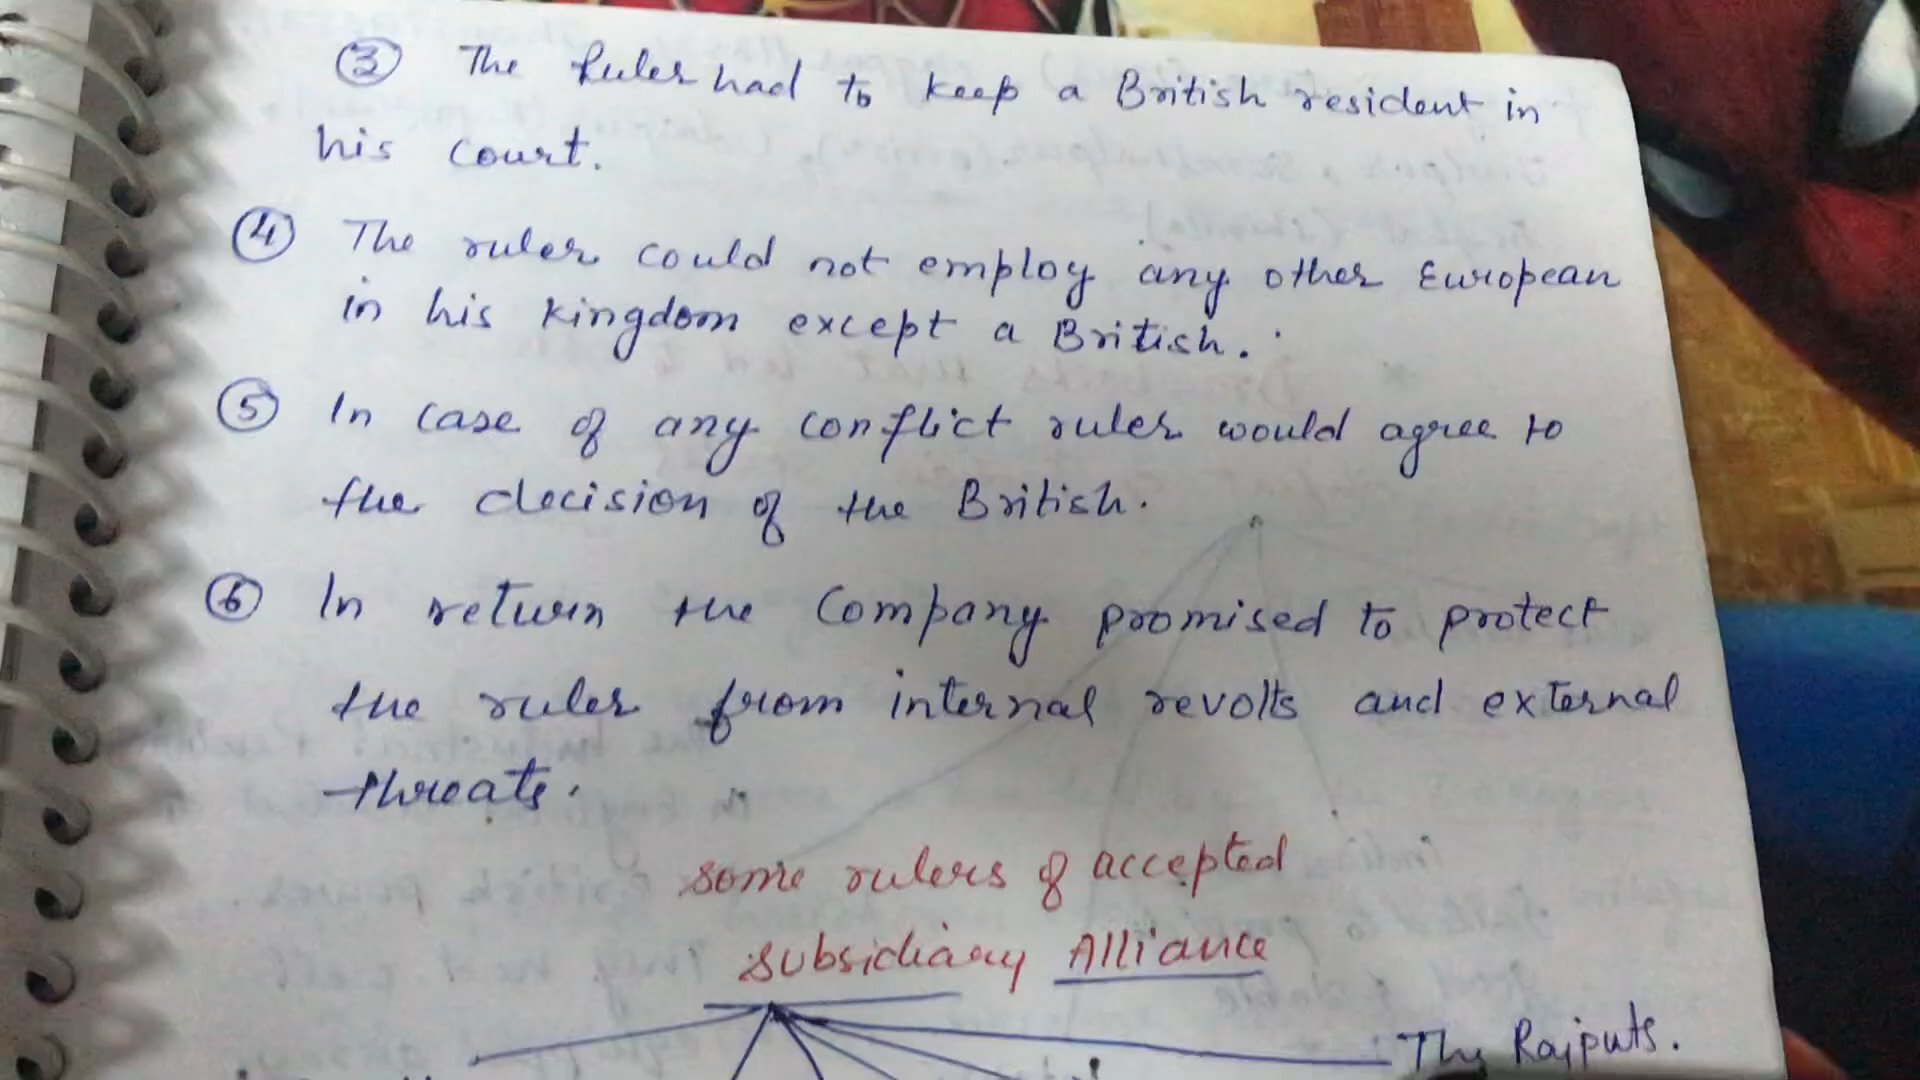 ③ The Ruler had to keep a British resident in
his court.
④ The ruler could not employ any other European
in his kingdom except a British.
⑤ In case of any conflict ruler would agree to
the decision of the British.
⑥ In return the Company promised to protect
the ruler from internal revolts and external
threats.
some rulers of accepted
subsidiary Alliance
The Rajputs.